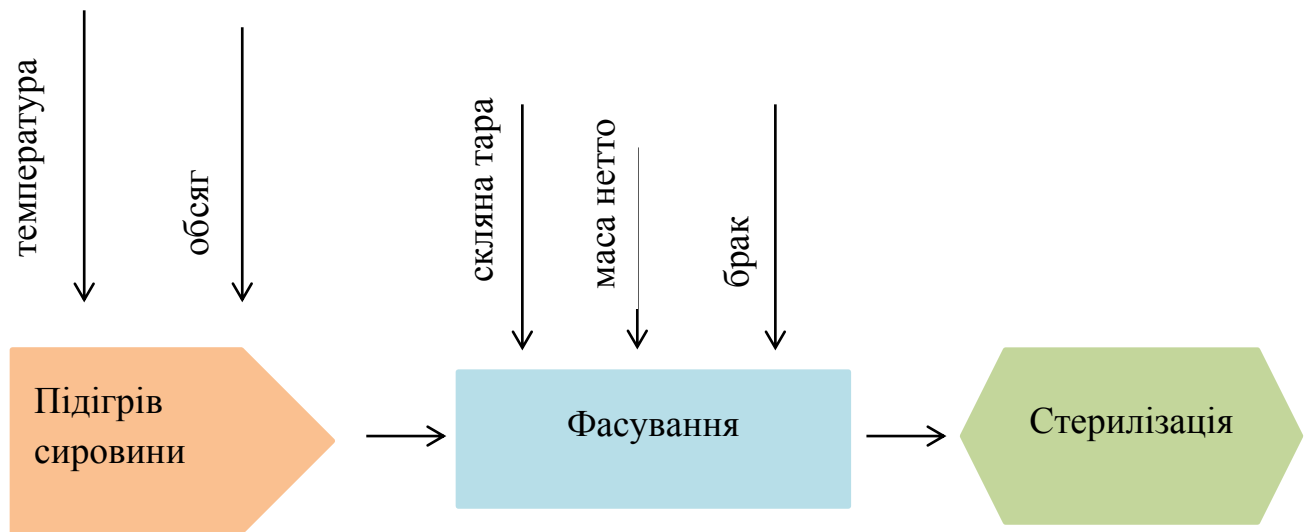 температура
обсяг
скляна тара
маса нетто
брак
Підігрів
сировини
Фасування
Стерилізація